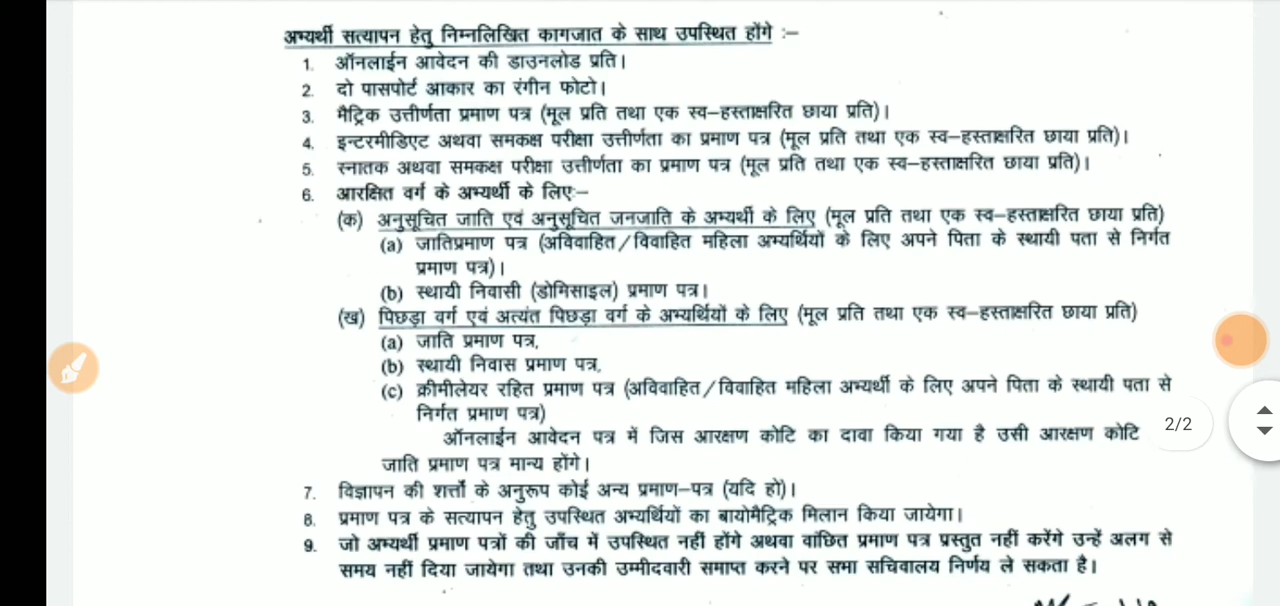 अभ्यर्थी सत्यापन हेतु निम्नलिखित कागजात के साथ उपस्थित होंगे :–
1. ऑनलाईन आवेदन की डाउनलोड प्रति।
2. दो पासपोर्ट आकार का रंगीन फोटो।
3. मैट्रिक उत्तीर्णता प्रमाण पत्र (मूल प्रति तथा एक स्व–हस्ताक्षरित छाया प्रति)।
4. इन्टरमीडिएट अथवा समकक्ष परीक्षा उत्तीर्णता का प्रमाण पत्र (मूल प्रति तथा एक स्व–हस्ताक्षरित छाया प्रति)।
5. स्नातक अथवा समकक्ष परीक्षा उत्तीर्णता का प्रमाण पत्र (मूल प्रति तथा एक स्व–हस्ताक्षरित छाया प्रति)।
6. आरक्षित वर्ग के अभ्यर्थी के लिएः–
(क) अनुसूचित जाति एवं अनुसूचित जनजाति के अभ्यर्थी के लिए (मूल प्रति तथा एक स्व–हस्ताक्षरित छाया प्रति)
(a) जातिप्रमाण पत्र (अविवाहित/विवाहित महिला अभ्यर्थियों के लिए अपने पिता के स्थायी पता से निर्गत
प्रमाण पत्र)।
(b) स्थायी निवासी (डोमिसाइल) प्रमाण पत्र।
(ख) पिछड़ा वर्ग एवं अत्यंत पिछड़ा वर्ग के अभ्यर्थियों के लिए (मूल प्रति तथा एक स्व–हस्ताक्षरित छाया प्रति)
(a) जाति प्रमाण पत्र,
(b) स्थायी निवास प्रमाण पत्र,
(c) क्रीमीलेयर रहित प्रमाण पत्र (अविवाहित/विवाहित महिला अभ्यर्थी के लिए अपने पिता के स्थायी पता से
निर्गत प्रमाण पत्र)
ऑनलाईन आवेदन पत्र में जिस आरक्षण कोटि का दावा किया गया है उसी आरक्षण कोटि
2/2
जाति प्रमाण पत्र मान्य होंगे।
7. विज्ञापन की शर्त्तों के अनुरूप कोई अन्य प्रमाण–पत्र (यदि हो)।
8. प्रमाण पत्र के सत्यापन हेतु उपस्थित अभ्यर्थियों का बायोमैट्रिक मिलान किया जायेगा।
9. जो अभ्यर्थी प्रमाण पत्रों की जाँच में उपस्थित नहीं होंगे अथवा वांछित प्रमाण पत्र प्रस्तुत नहीं करेंगे उन्हें अलग से
समय नहीं दिया जायेगा तथा उनकी उम्मीदवारी समाप्त करने पर सभा सचिवालय निर्णय ले सकता है।